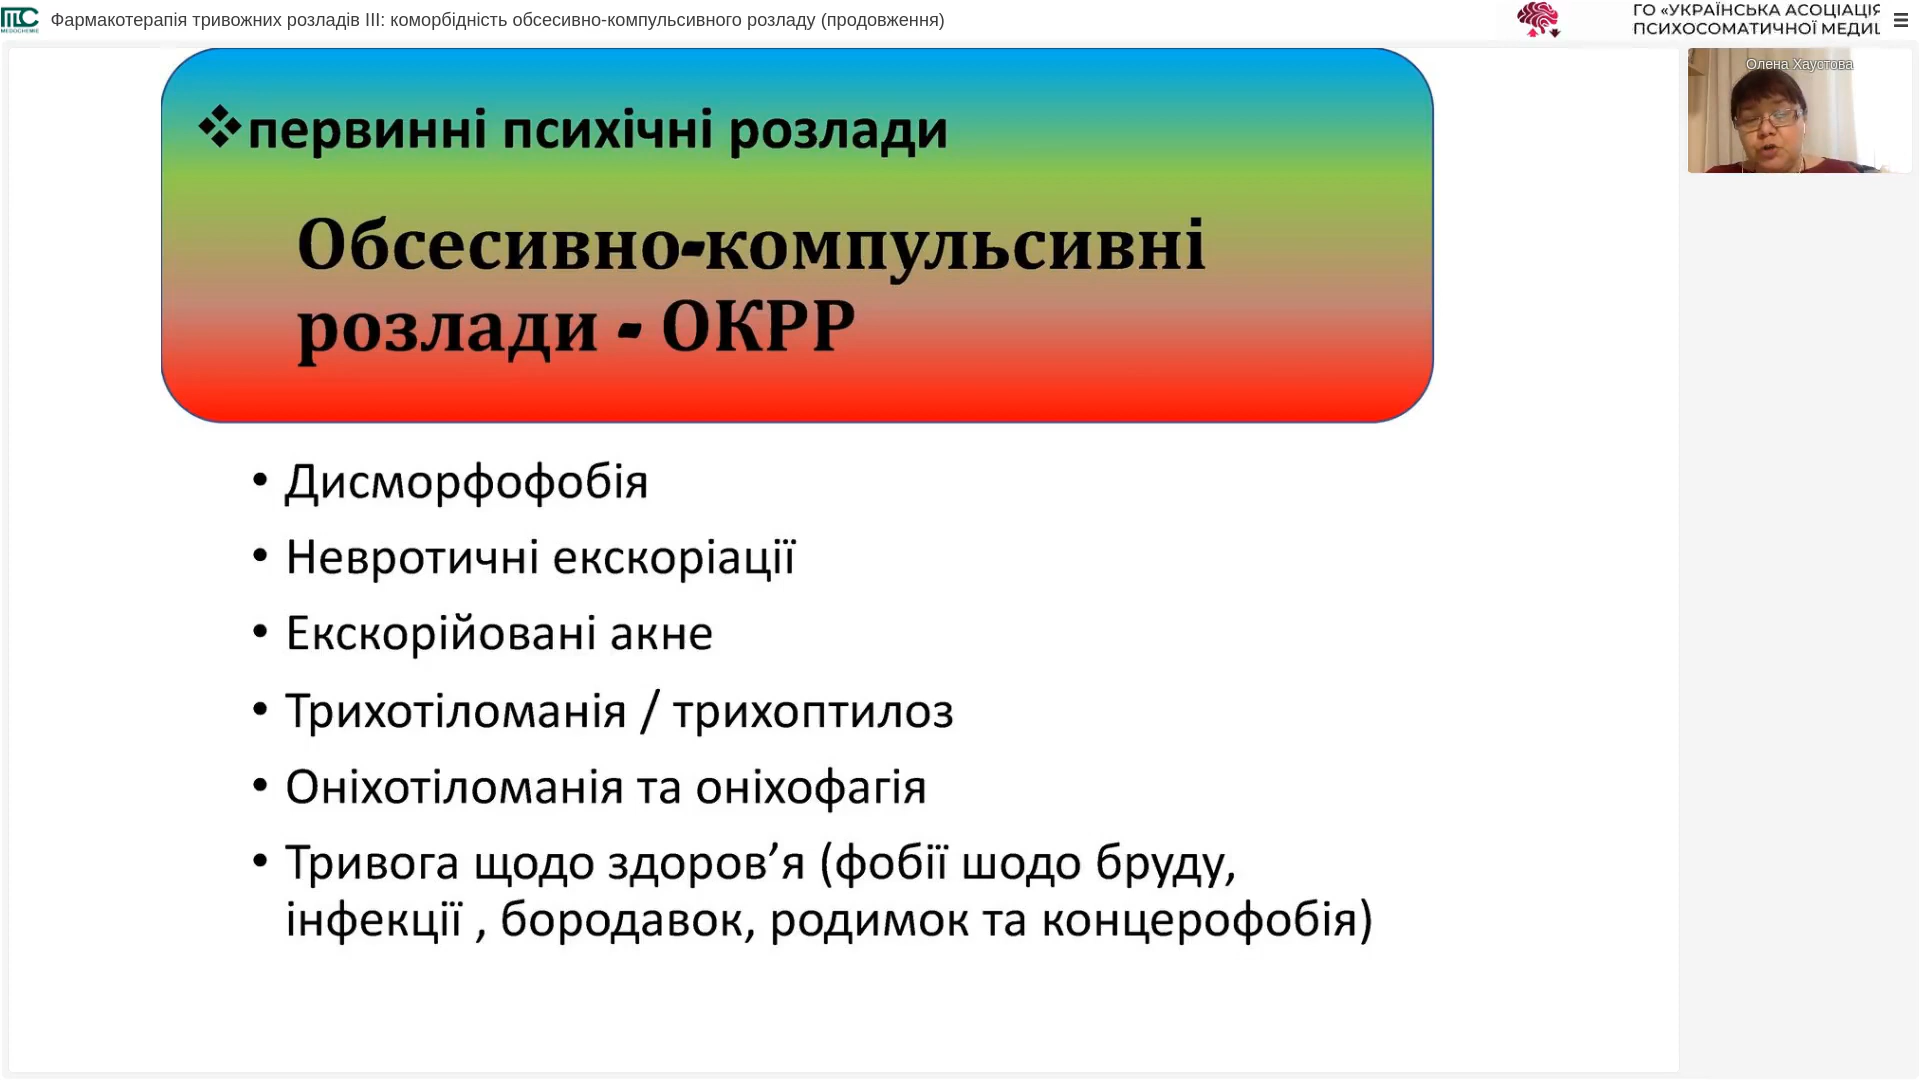 Фармакотерапія тривожних розладів III: коморбідність обсесивно-компульсивного розладу (продовження)
ГО «УКРАЇНСЬКА АСОЦІАЦІЯ
ПСИХОСОМАТИЧНОЇ МЕДИЦ
MEDOCHEMIE
Олена Хаустова
❖первинні психічні розлади
Обсесивно-компульсивні
розлади - ОКРР
• Дисморфофобія
• Невротичні екскоріації
• Екскорійовані акне
• Трихотіломанія / трихоптилоз
• Оніхотіломанія та оніхофагія
• Тривога щодо здоров’я (фобії шодо бруду,
інфекції , бородавок, родимок та концерофобія)